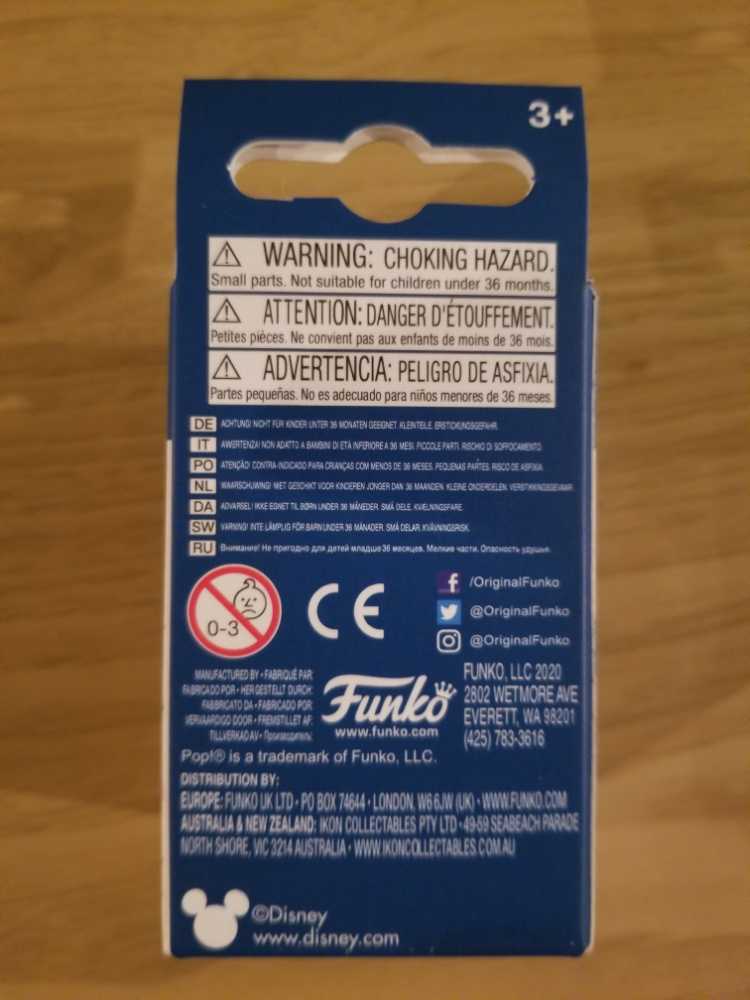 3+
⚠ WARNING: CHOKING HAZARD.
Small parts. Not suitable for children under 36 months.
⚠ ATTENTION: DANGER D'ÉTOUFFEMENT.
Petites pièces. Ne convient pas aux enfants de moins de 36 mois.
⚠ ADVERTENCIA: PELIGRO DE ASFIXIA.
Partes pequeñas. No es adecuado para niños menores de 36 meses.
DE ACHTUNG! NICHT FÜR KINDER UNTER 36 MONATEN GEEIGNET. KLEINTEILE. ERSTICKUNGSGEFAHR.
IT AVVERTENZA! NON ADATTO A BAMBINI DI ETÀ INFERIORE A 36 MESI. PICCOLE PARTI. RISCHIO DI SOFFOCAMENTO.
PO ATENÇÃO! CONTRA-INDICADO PARA CRIANÇAS COM MENOS DE 36 MESES. PEQUENAS PARTES. RISCO DE ASFIXIA.
NL WAARSCHUWING! NIET GESCHIKT VOOR KINDEREN JONGER DAN 36 MAANDEN. KLEINE ONDERDELEN. VERSTIKKINGSGEVAAR.
DA ADVARSEL! IKKE EGNET TIL BØRN UNDER 36 MÅNEDER. SMÅ DELE. KVÆLNINGSFARE.
SW VARNING! INTE LÄMPLIG FÖR BARN UNDER 36 MÅNADER. SMÅ DELAR. KVÄVNINGSRISK.
RU Внимание! Не пригодно для детей младше 36 месяцев. Мелкие части. Опасность удушья.
0-3
CE
/OriginalFunko
@OriginalFunko
@OriginalFunko
MANUFACTURED BY • FABRIQUÉ PAR
FABRICADO POR • HERGESTELLT DURCH:
FABBRICATO DA • FABRICADO POR:
VERVAARDIGD DOOR • FREMSTILLET AF:
TILLVERKAD AV • Производитель:
Funko
www.funko.com
FUNKO, LLC 2020
2802 WETMORE AVE
EVERETT, WA 98201
(425) 783-3616
Pop!® is a trademark of Funko, LLC.
DISTRIBUTION BY:
EUROPE: FUNKO UK LTD • PO BOX 74644 • LONDON, W6 6JW (UK) • WWW.FUNKO.COM
AUSTRALIA & NEW ZEALAND: IKON COLLECTABLES PTY LTD • 49-59 SEABEACH PARADE
NORTH SHORE, VIC 3214 AUSTRALIA • WWW.IKONCOLLECTABLES.COM.AU
©Disney
www.disney.com